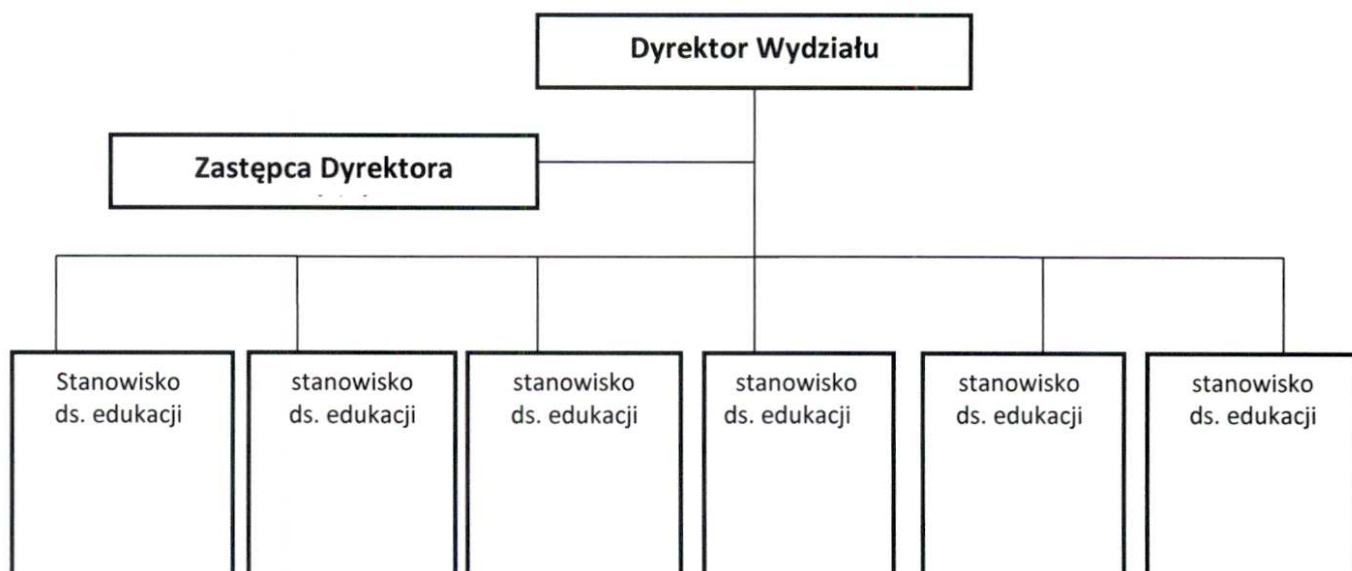 Dyrektor Wydziału
Zastępca Dyrektora
Stanowisko
ds. edukacji
stanowisko
ds. edukacji
stanowisko
ds. edukacji
stanowisko
ds. edukacji
stanowisko
ds. edukacji
stanowisko
ds. edukacji